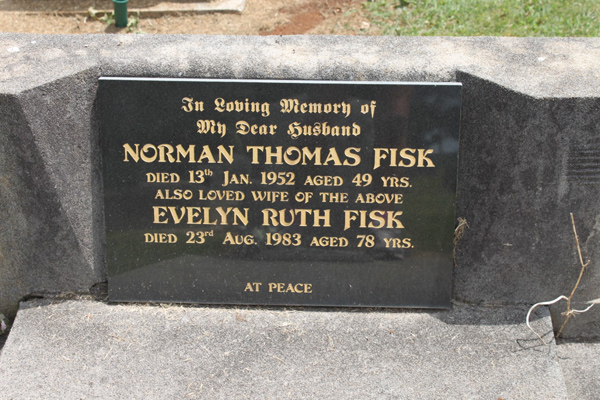 In Loving Memory of
My Dear Husband
NORMAN THOMAS FISK
DIED 13th JAN. 1952 AGED 49 YRS.
ALSO LOVED WIFE OF THE ABOVE
EVELYN RUTH FISK
DIED 23rd AUG. 1983 AGED 78 YRS.
AT PEACE